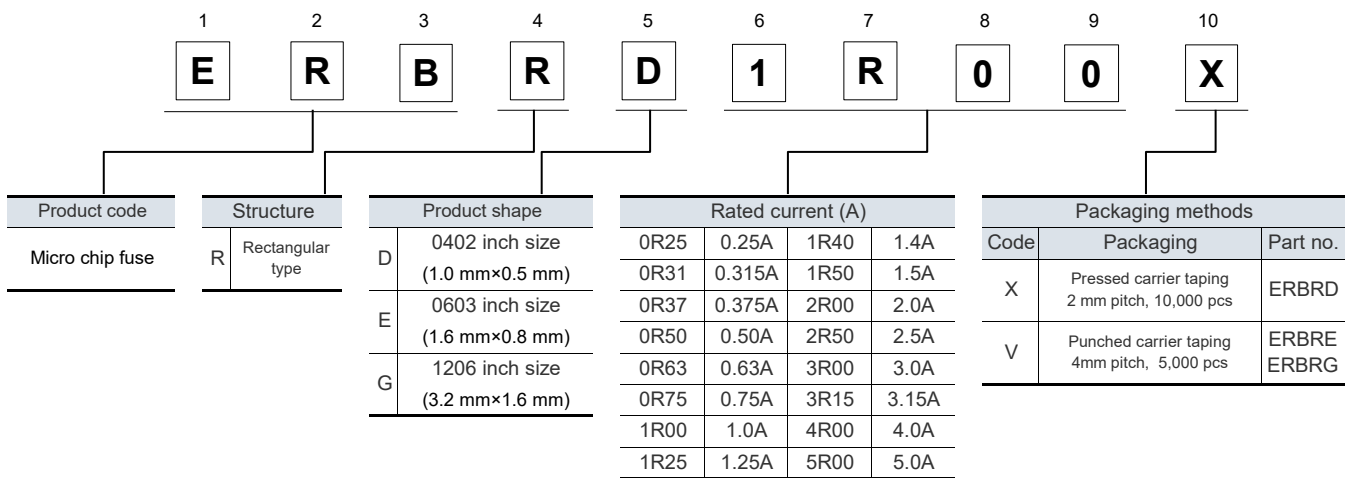 1 2 3 4 5 6 7 8 9 10
E R B R D 1 R 0 0 X
Product code
Micro chip fuse
Structure
R Rectangular
type
Product shape
D 0402 inch size
(1.0 mm×0.5 mm)
E 0603 inch size
(1.6 mm×0.8 mm)
G 1206 inch size
(3.2 mm×1.6 mm)
Rated current (A)
0R25 0.25A 1R40 1.4A
0R31 0.315A 1R50 1.5A
0R37 0.375A 2R00 2.0A
0R50 0.50A 2R50 2.5A
0R63 0.63A 3R00 3.0A
0R75 0.75A 3R15 3.15A
1R00 1.0A 4R00 4.0A
1R25 1.25A 5R00 5.0A
Packaging methods
Code Packaging Part no.
X Pressed carrier taping
2 mm pitch, 10,000 pcs ERBRD
V Punched carrier taping
4mm pitch, 5,000 pcs
ERBRE
ERBRG